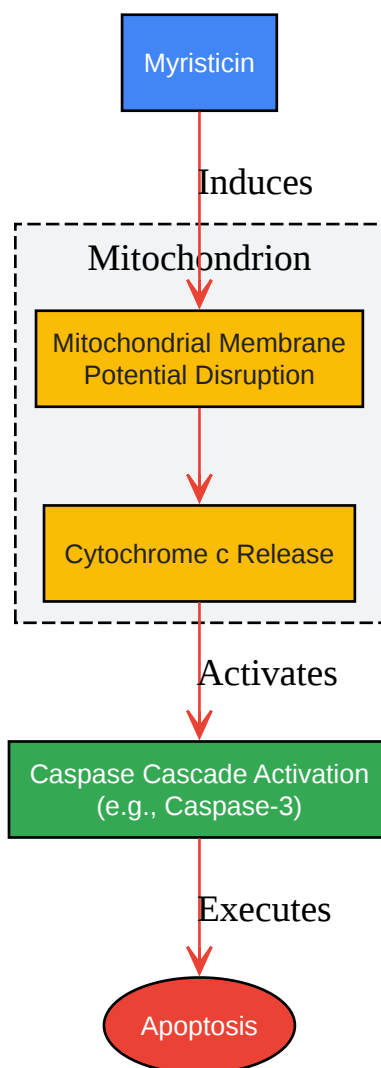 Myristicin
Induces
Mitochondrion
Mitochondrial Membrane
Potential Disruption
Cytochrome c Release
Activates
Caspase Cascade Activation
(e.g., Caspase-3)
Executes
Apoptosis